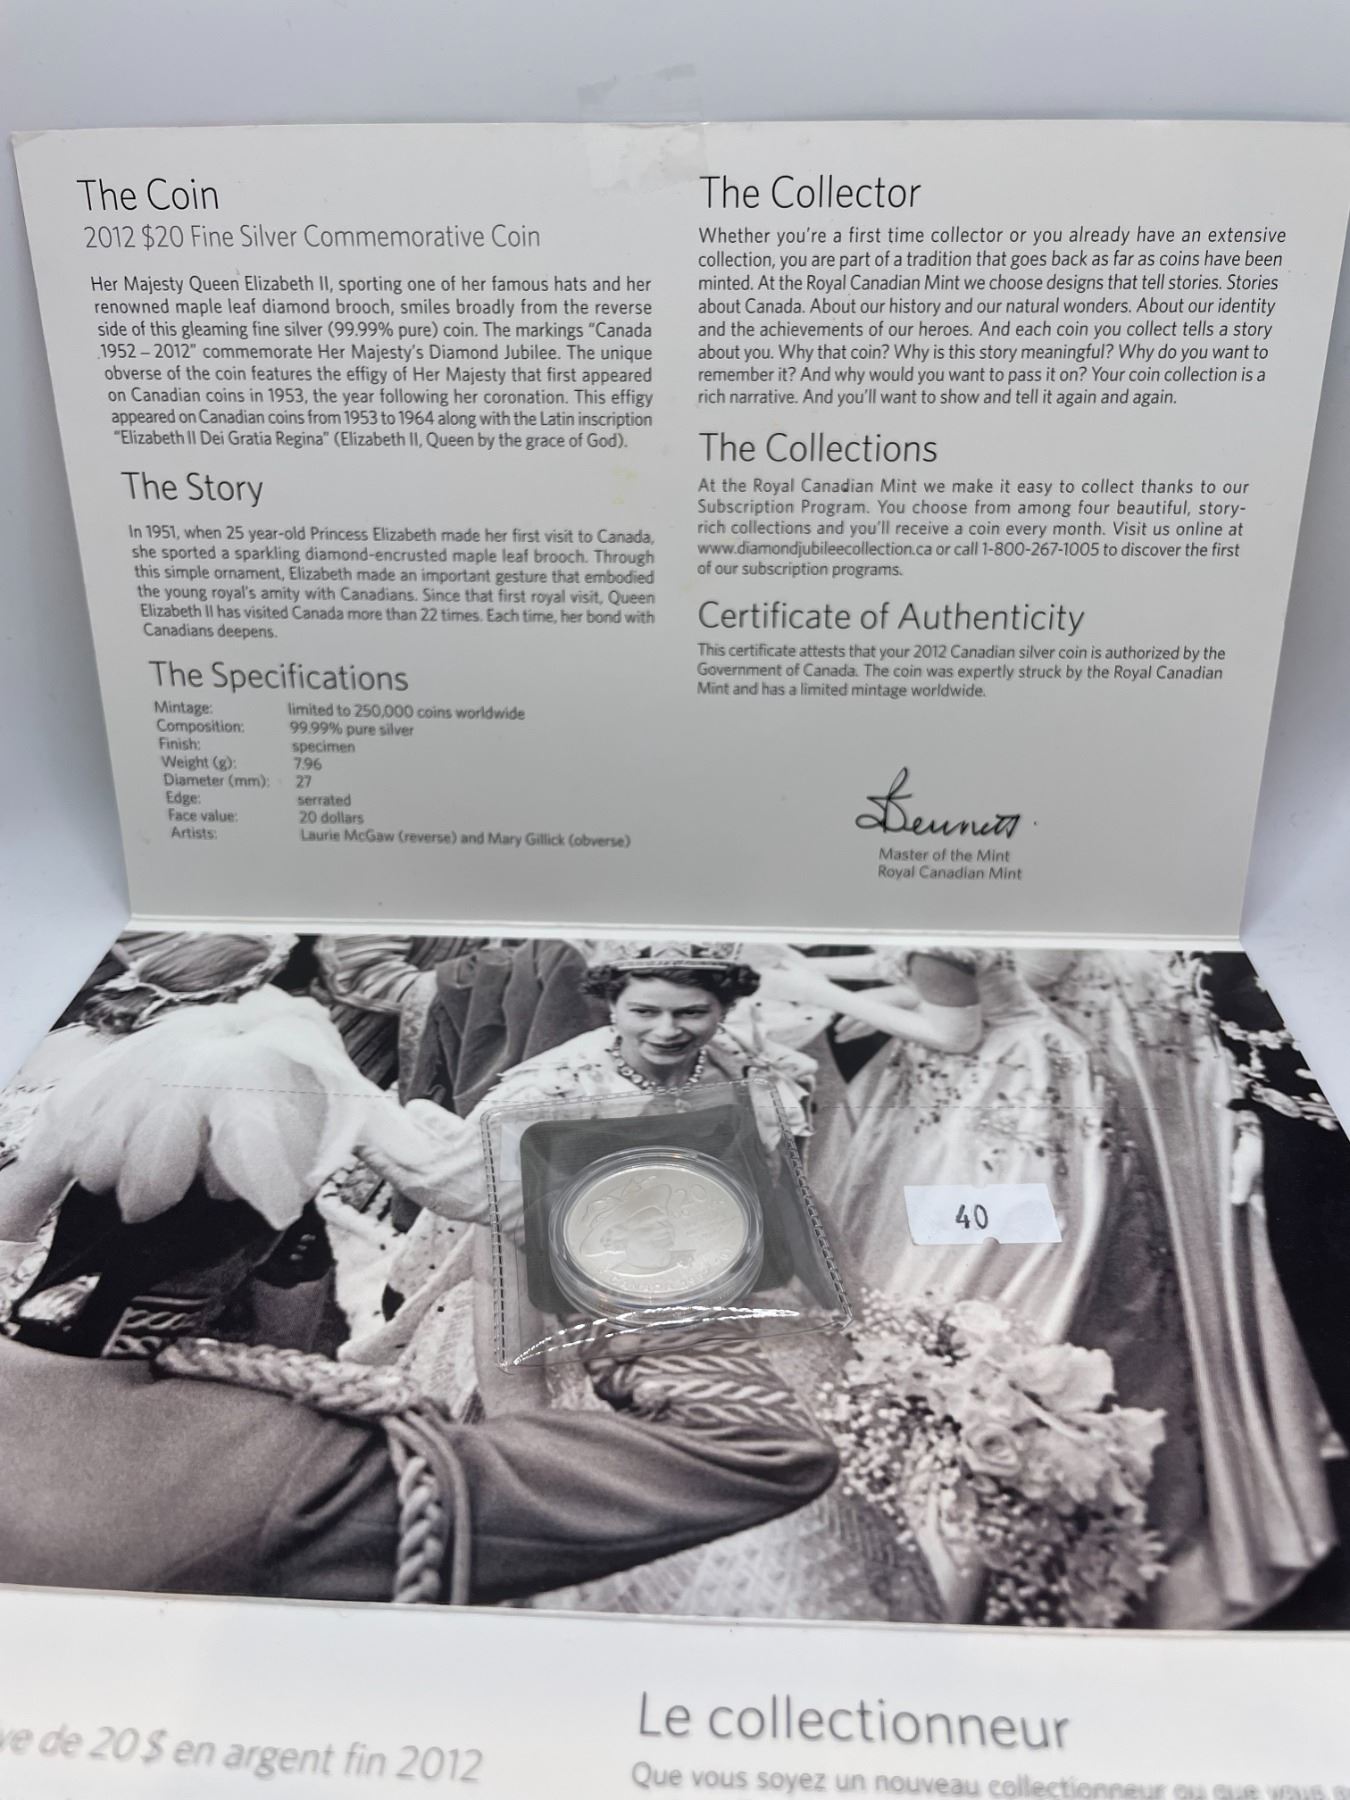 The Coin
2012 $20 Fine Silver Commemorative Coin
Her Majesty Queen Elizabeth II, sporting one of her famous hats and her
renowned maple leaf diamond brooch, smiles broadly from the reverse
side of this gleaming fine silver (99.99% pure) coin. The markings “Canada
1952 – 2012” commemorate Her Majesty's Diamond Jubilee. The unique
obverse of the coin features the effigy of Her Majesty that first appeared
on Canadian coins in 1953, the year following her coronation. This effigy
appeared on Canadian coins from 1953 to 1964 along with the Latin inscription
“Elizabeth II Dei Gratia Regina” (Elizabeth II, Queen by the grace of God).
The Story
In 1951, when 25 year-old Princess Elizabeth made her first visit to Canada,
she sported a sparkling diamond-encrusted maple leaf brooch. Through
this simple ornament, Elizabeth made an important gesture that embodied
the young royal's amity with Canadians. Since that first royal visit, Queen
Elizabeth II has visited Canada more than 22 times. Each time, her bond with
Canadians deepens.
The Specifications
Mintage: limited to 250,000 coins worldwide
Composition: 99.99% pure silver
Finish: specimen
Weight (g): 7.96
Diameter (mm): 27
Edge: serrated
Face value: 20 dollars
Artists: Laurie McGaw (reverse) and Mary Gillick (obverse)
The Collector
Whether you're a first time collector or you already have an extensive
collection, you are part of a tradition that goes back as far as coins have been
minted. At the Royal Canadian Mint we choose designs that tell stories. Stories
about Canada. About our history and our natural wonders. About our identity
and the achievements of our heroes. And each coin you collect tells a story
about you. Why that coin? Why is this story meaningful? Why do you want to
remember it? And why would you want to pass it on? Your coin collection is a
rich narrative. And you'll want to show and tell it again and again.
The Collections
At the Royal Canadian Mint we make it easy to collect thanks to our
Subscription Program. You choose from among four beautiful, story-
rich collections and you'll receive a coin every month. Visit us online at
www.diamondjubileecollection.ca or call 1-800-267-1005 to discover the first
of our subscription programs.
Certificate of Authenticity
This certificate attests that your 2012 Canadian silver coin is authorized by the
Government of Canada. The coin was expertly struck by the Royal Canadian
Mint and has a limited mintage worldwide.
Bennett
Master of the Mint
Royal Canadian Mint
20
40
ve de 20 $ en argent fin 2012
Le collectionneur
Que vous soyez un nouveau collectionneur ou que vous